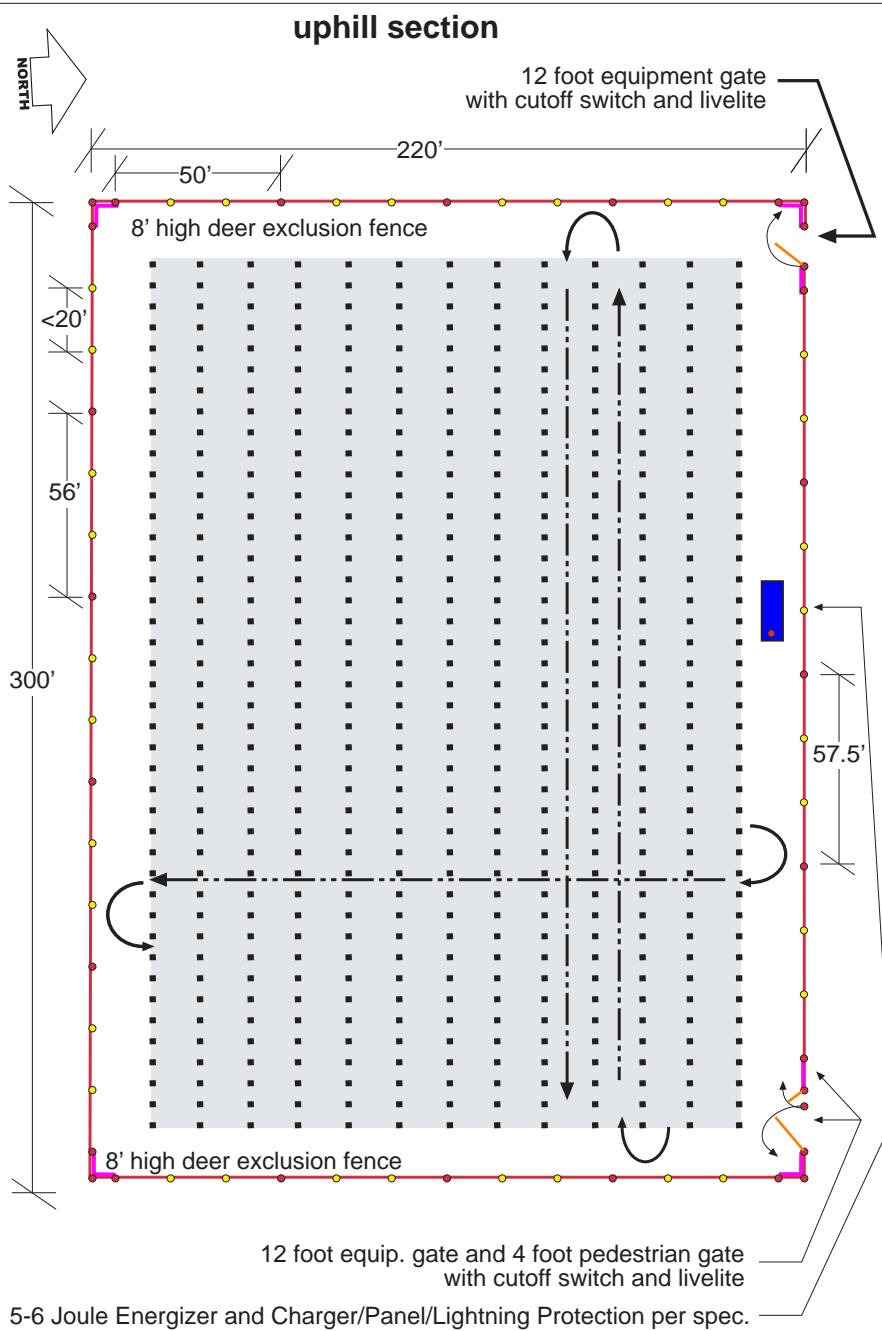 uphill section
NORTH
12 foot equipment gate
with cutoff switch and livelite
220’
50’
8’ high deer exclusion fence
<20’
56’
300’
57.5’
8’ high deer exclusion fence
12 foot equip. gate and 4 foot pedestrian gate
with cutoff switch and livelite
5-6 Joule Energizer and Charger/Panel/Lightning Protection per spec.